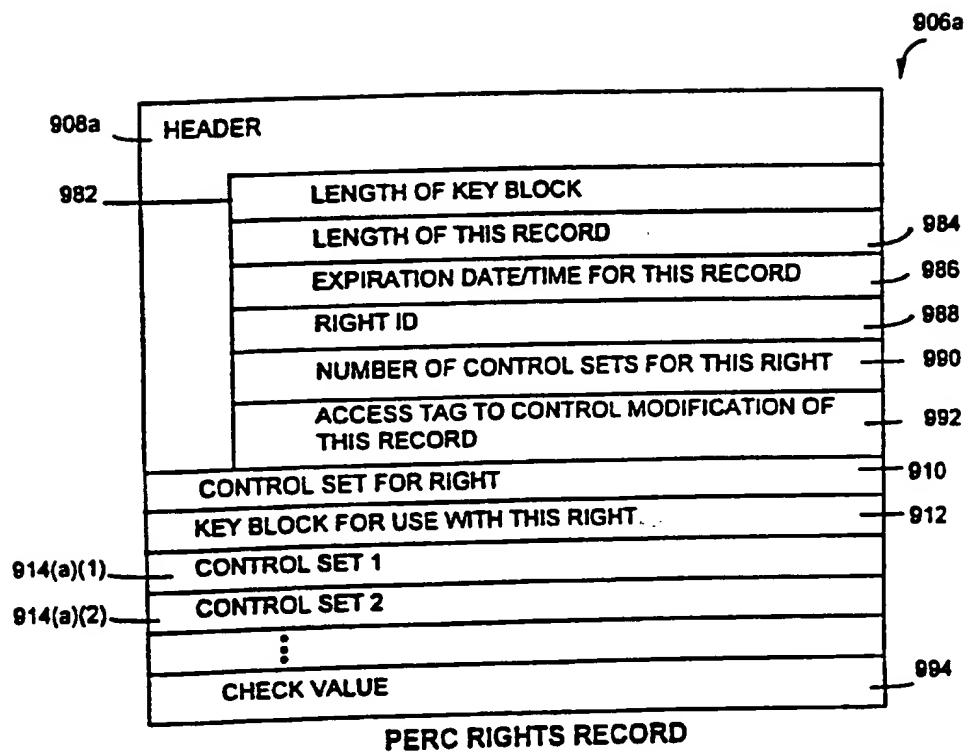 906a
908a
HEADER
982
LENGTH OF KEY BLOCK
LENGTH OF THIS RECORD
984
EXPIRATION DATE/TIME FOR THIS RECORD
986
RIGHT ID
988
NUMBER OF CONTROL SETS FOR THIS RIGHT
990
ACCESS TAG TO CONTROL MODIFICATION OF
THIS RECORD
992
CONTROL SET FOR RIGHT
910
KEY BLOCK FOR USE WITH THIS RIGHT
912
914(a)(1)
CONTROL SET 1
914(a)(2)
CONTROL SET 2
CHECK VALUE
994
PERC RIGHTS RECORD